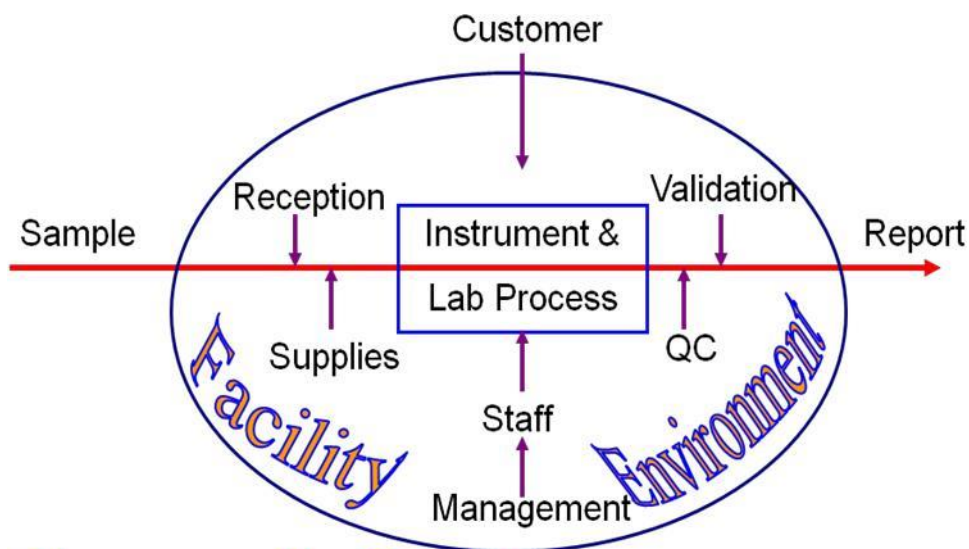 Customer
Reception
Validation
Sample
Instrument &
Report
Lab Process
Supplies
QC
Facility
Environment
Staff
Management